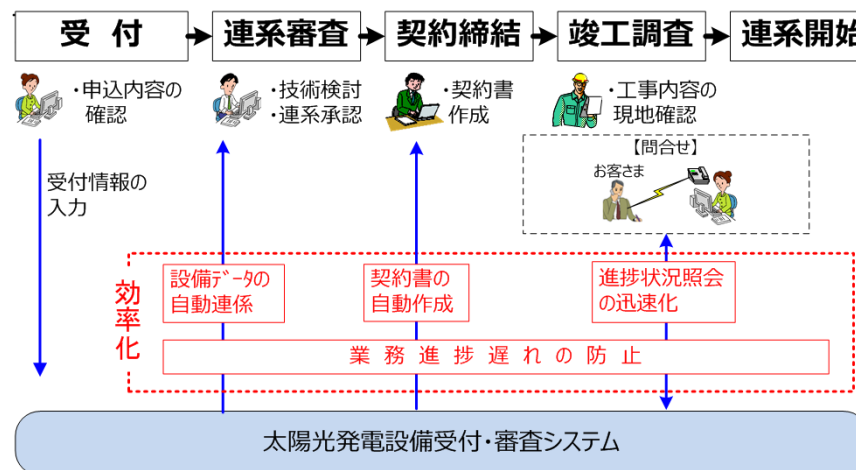 受 付
連系審査
契約締結
竣工調査
連系開始
・申込内容の
確認
・技術検討
・連系承認
・契約書
作成
・工事内容の
現地確認
【問合せ】
お客さま
受付情報の
入力
効率化
設備ﾃﾞｰﾀの
自動連係
契約書の
自動作成
進捗状況照会
の迅速化
業務進捗遅れの防止
太陽光発電設備受付・審査システム